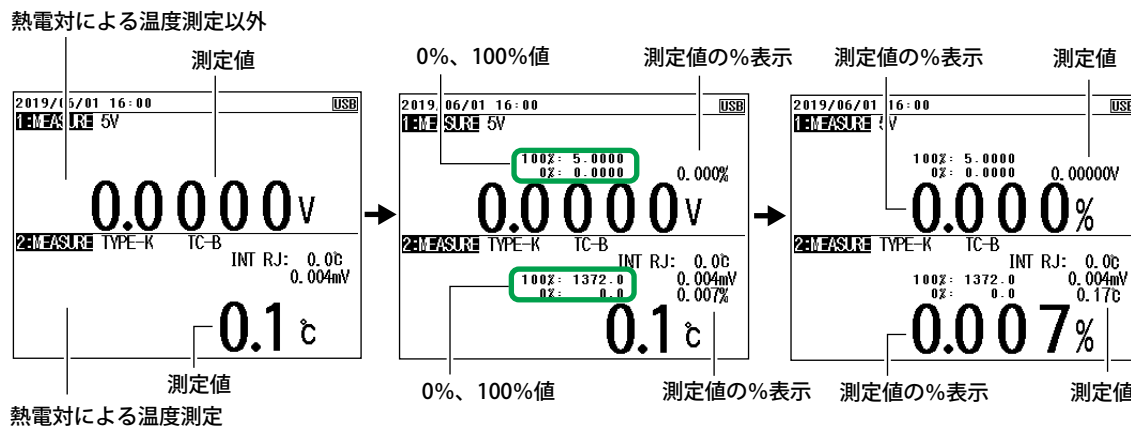 熱電対による温度測定以外
測定値
0%、100%値
測定値の%表示
測定値の%表示
測定値
2019/06/01 16:00 USB
1:MEASURE 5V
0.0000 V
2:MEASURE TYPE-K TC-B
INT RJ: 0.0℃
0.004mV
0.1 ℃
2019/06/01 16:00 USB
1:MEASURE 5V
100%: 5.0000
0%: 0.0000 0.000%
0.0000 V
2:MEASURE TYPE-K TC-B
INT RJ: 0.0℃
100%: 1372.0 0.004mV
0%: 0.0 0.007%
0.1 ℃
2019/06/01 16:00 USB
1:MEASURE 5V
100%: 5.0000
0%: 0.0000 0.00000V
0.000%
2:MEASURE TYPE-K TC-B
INT RJ: 0.0℃
100%: 1372.0 0.004mV
0%: 0.0 0.17℃
0.007%
測定値
熱電対による温度測定
0%、100%値
測定値の%表示
測定値の%表示
測定値